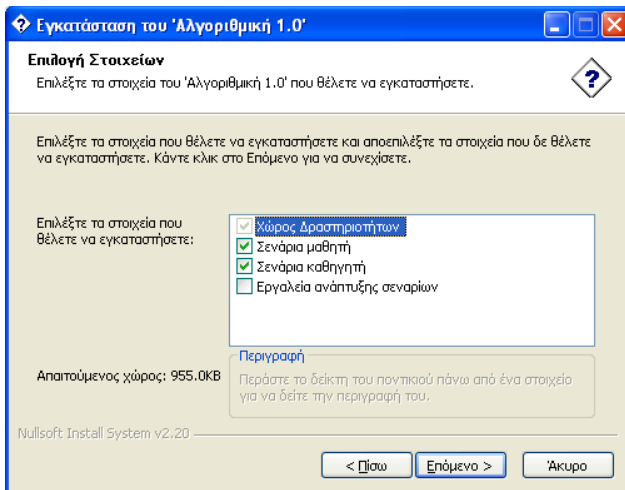 Εγκατάσταση του 'Αλγοριθμική 1.0'
Επιλογή Στοιχείων
Επιλέξτε τα στοιχεία του 'Αλγοριθμική 1.0' που θέλετε να εγκαταστήσετε.
Επιλέξτε τα στοιχεία που θέλετε να εγκαταστήσετε και αποεπιλέξτε τα στοιχεία που δε θέλετε
να εγκαταστήσετε. Κάντε κλικ στο Επόμενο για να συνεχίσετε.
Επιλέξτε τα στοιχεία που
θέλετε να εγκαταστήσετε:
Χώρος Δραστηριοτήτων
Σενάρια μαθητή
Σενάρια καθηγητή
Εργαλεία ανάπτυξης σεναρίων
Απαιτούμενος χώρος: 955.0KB
Περιγραφή
Περάστε το δείκτη του ποντικιού πάνω από ένα στοιχείο
για να δείτε την περιγραφή του.
Nullsoft Install System v2.20
< Πίσω Επόμενο > Άκυρο